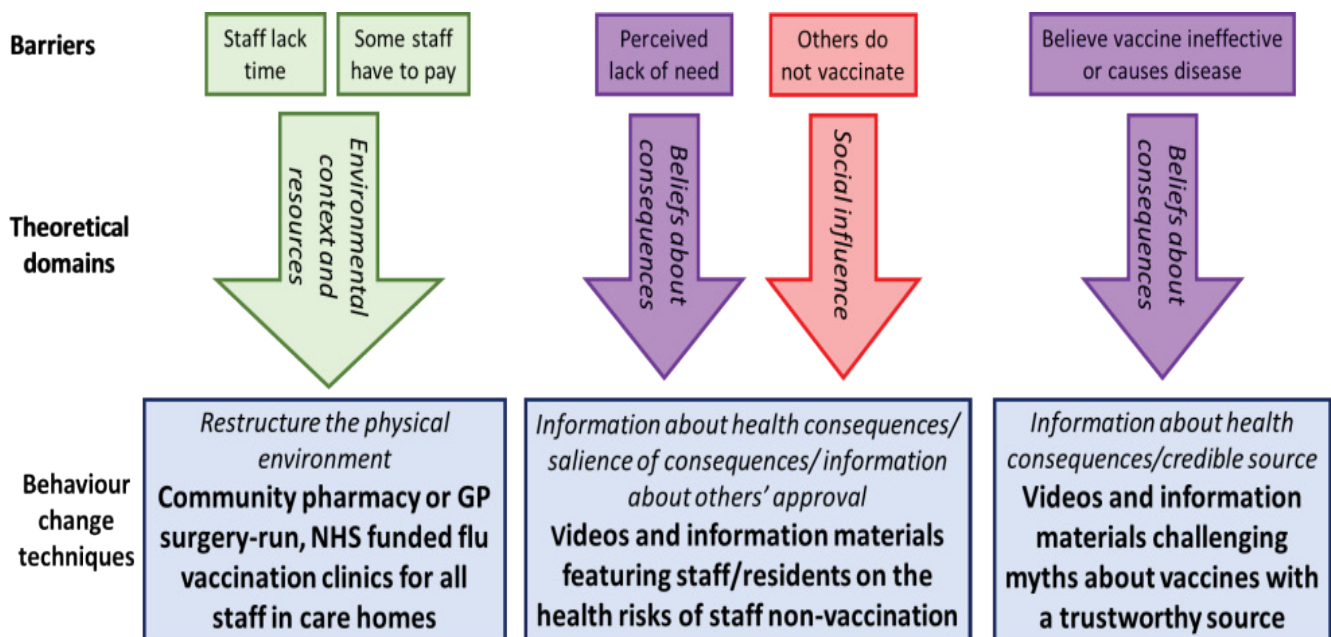 Barriers
Staff lack
time
Some staff
have to pay
Perceived
lack of need
Others do
not vaccinate
Believe vaccine ineffective
or causes disease
Theoretical
domains
Environmental
context and
resources
Beliefs about
consequences
Social influence
Beliefs about
consequences
Behaviour
change
techniques
Restructure the physical
environment
Community pharmacy or GP
surgery-run, NHS funded flu
vaccination clinics for all
staff in care homes
Information about health consequences/
salience of consequences/ information
about others’ approval
Videos and information materials
featuring staff/residents on the
health risks of staff non-vaccination
Information about health
consequences/credible source
Videos and information
materials challenging
myths about vaccines with
a trustworthy source